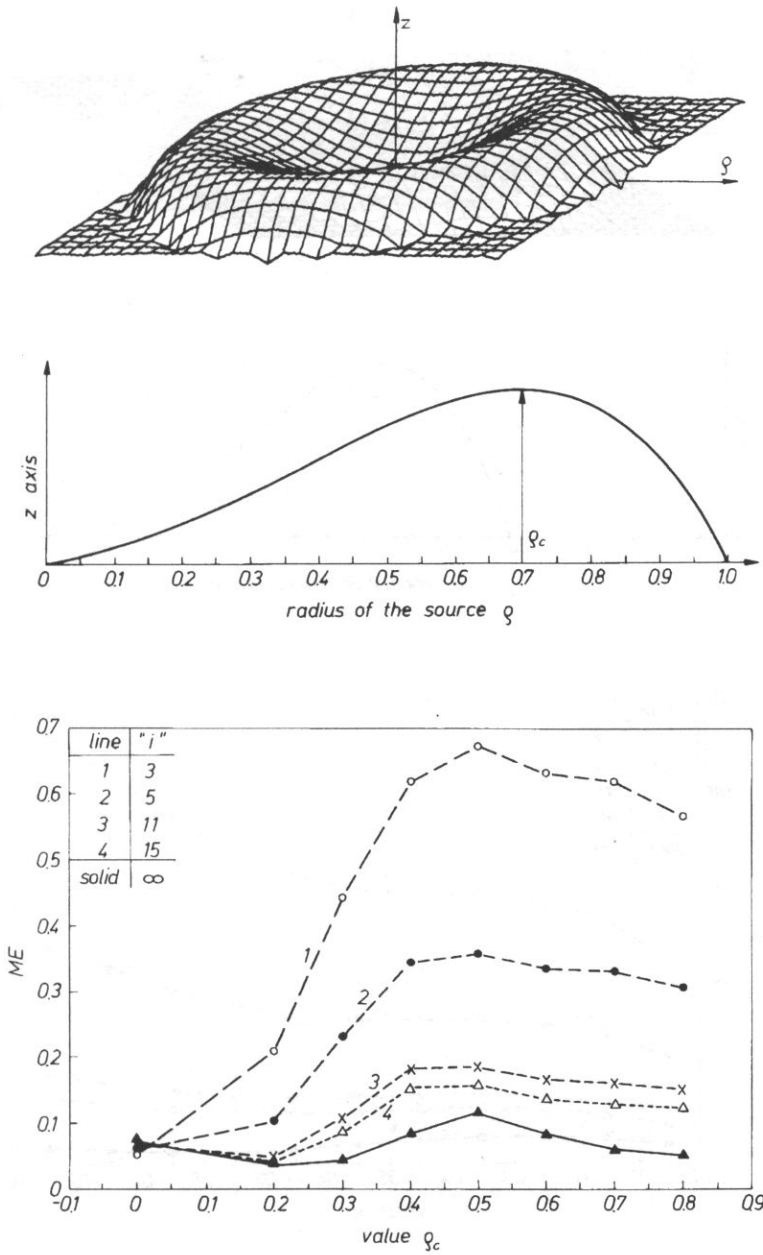 z
ρ
z axis
ρc
0 0.1 0.2 0.3 0.4 0.5 0.6 0.7 0.8 0.9 1.0
radius of the source ρ
0.7
0.6
0.5
0.4
0.3
0.2
0.1
0
ME
line "i"
1 3
2 5
3 11
4 15
solid ∞
1
2
3
4
-0.1 0 0.1 0.2 0.3 0.4 0.5 0.6 0.7 0.8 0.9
value ρc